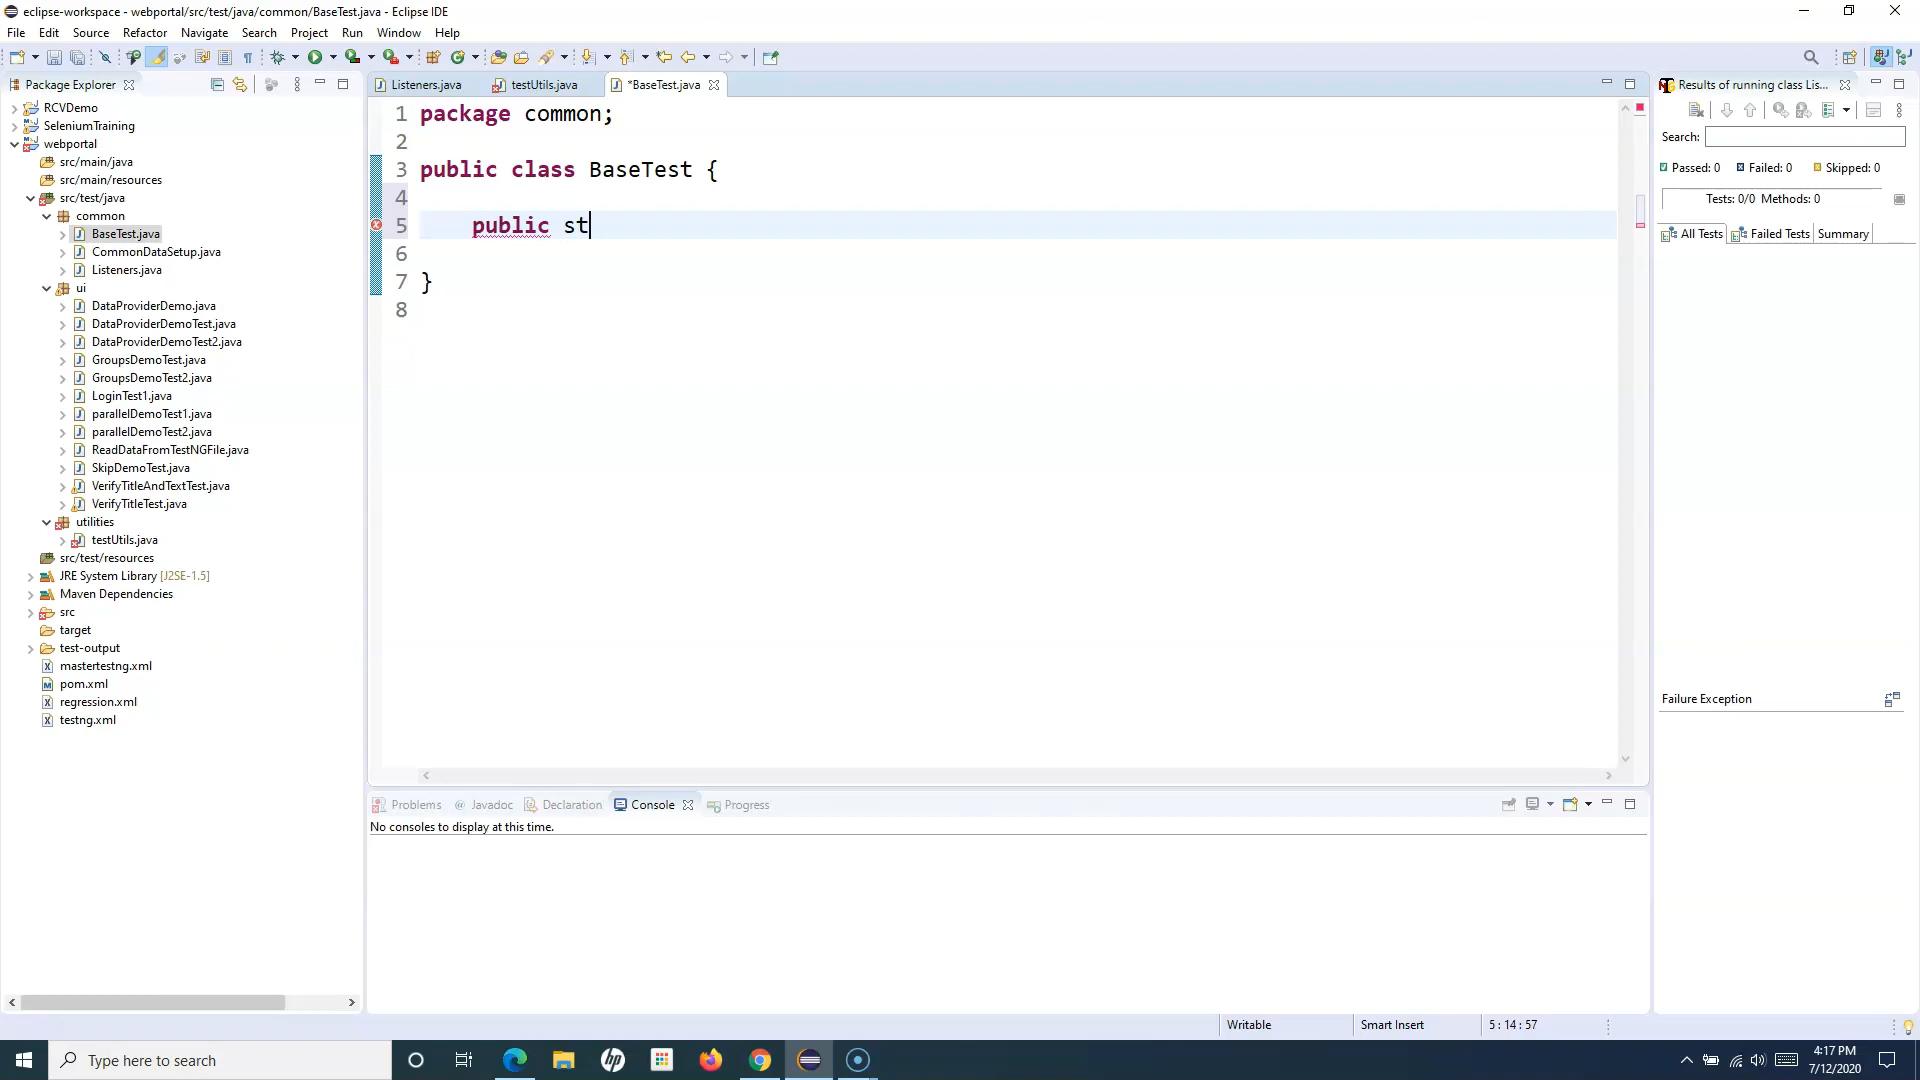 eclipse-workspace - webportal/src/test/java/common/BaseTest.java - Eclipse IDE
File Edit Source Refactor Navigate Search Project Run Window Help
Package Explorer
RCVDemo
SeleniumTraining
webportal
src/main/java
src/main/resources
src/test/java
common
BaseTest.java
CommonDataSetup.java
Listeners.java
ui
DataProviderDemo.java
DataProviderDemoTest.java
DataProviderDemoTest2.java
GroupsDemoTest.java
GroupsDemoTest2.java
LoginTest1.java
parallelDemoTest1.java
parallelDemoTest2.java
ReadDataFromTestNGFile.java
SkipDemoTest.java
VerifyTitleAndTextTest.java
VerifyTitleTest.java
utilities
testUtils.java
src/test/resources
JRE System Library [J2SE-1.5]
Maven Dependencies
src
target
test-output
mastertestng.xml
pom.xml
regression.xml
testng.xml
Listeners.java testUtils.java *BaseTest.java
1 package common;
2
3 public class BaseTest {
4
5 public st
6
7 }
8
Problems Javadoc Declaration Console Progress
No consoles to display at this time.
Results of running class Lis...
Search:
Passed: 0 Failed: 0 Skipped: 0
Tests: 0/0 Methods: 0
All Tests Failed Tests Summary
Failure Exception
Writable Smart Insert 5 : 14 : 57
Type here to search
4:17 PM
7/12/2020